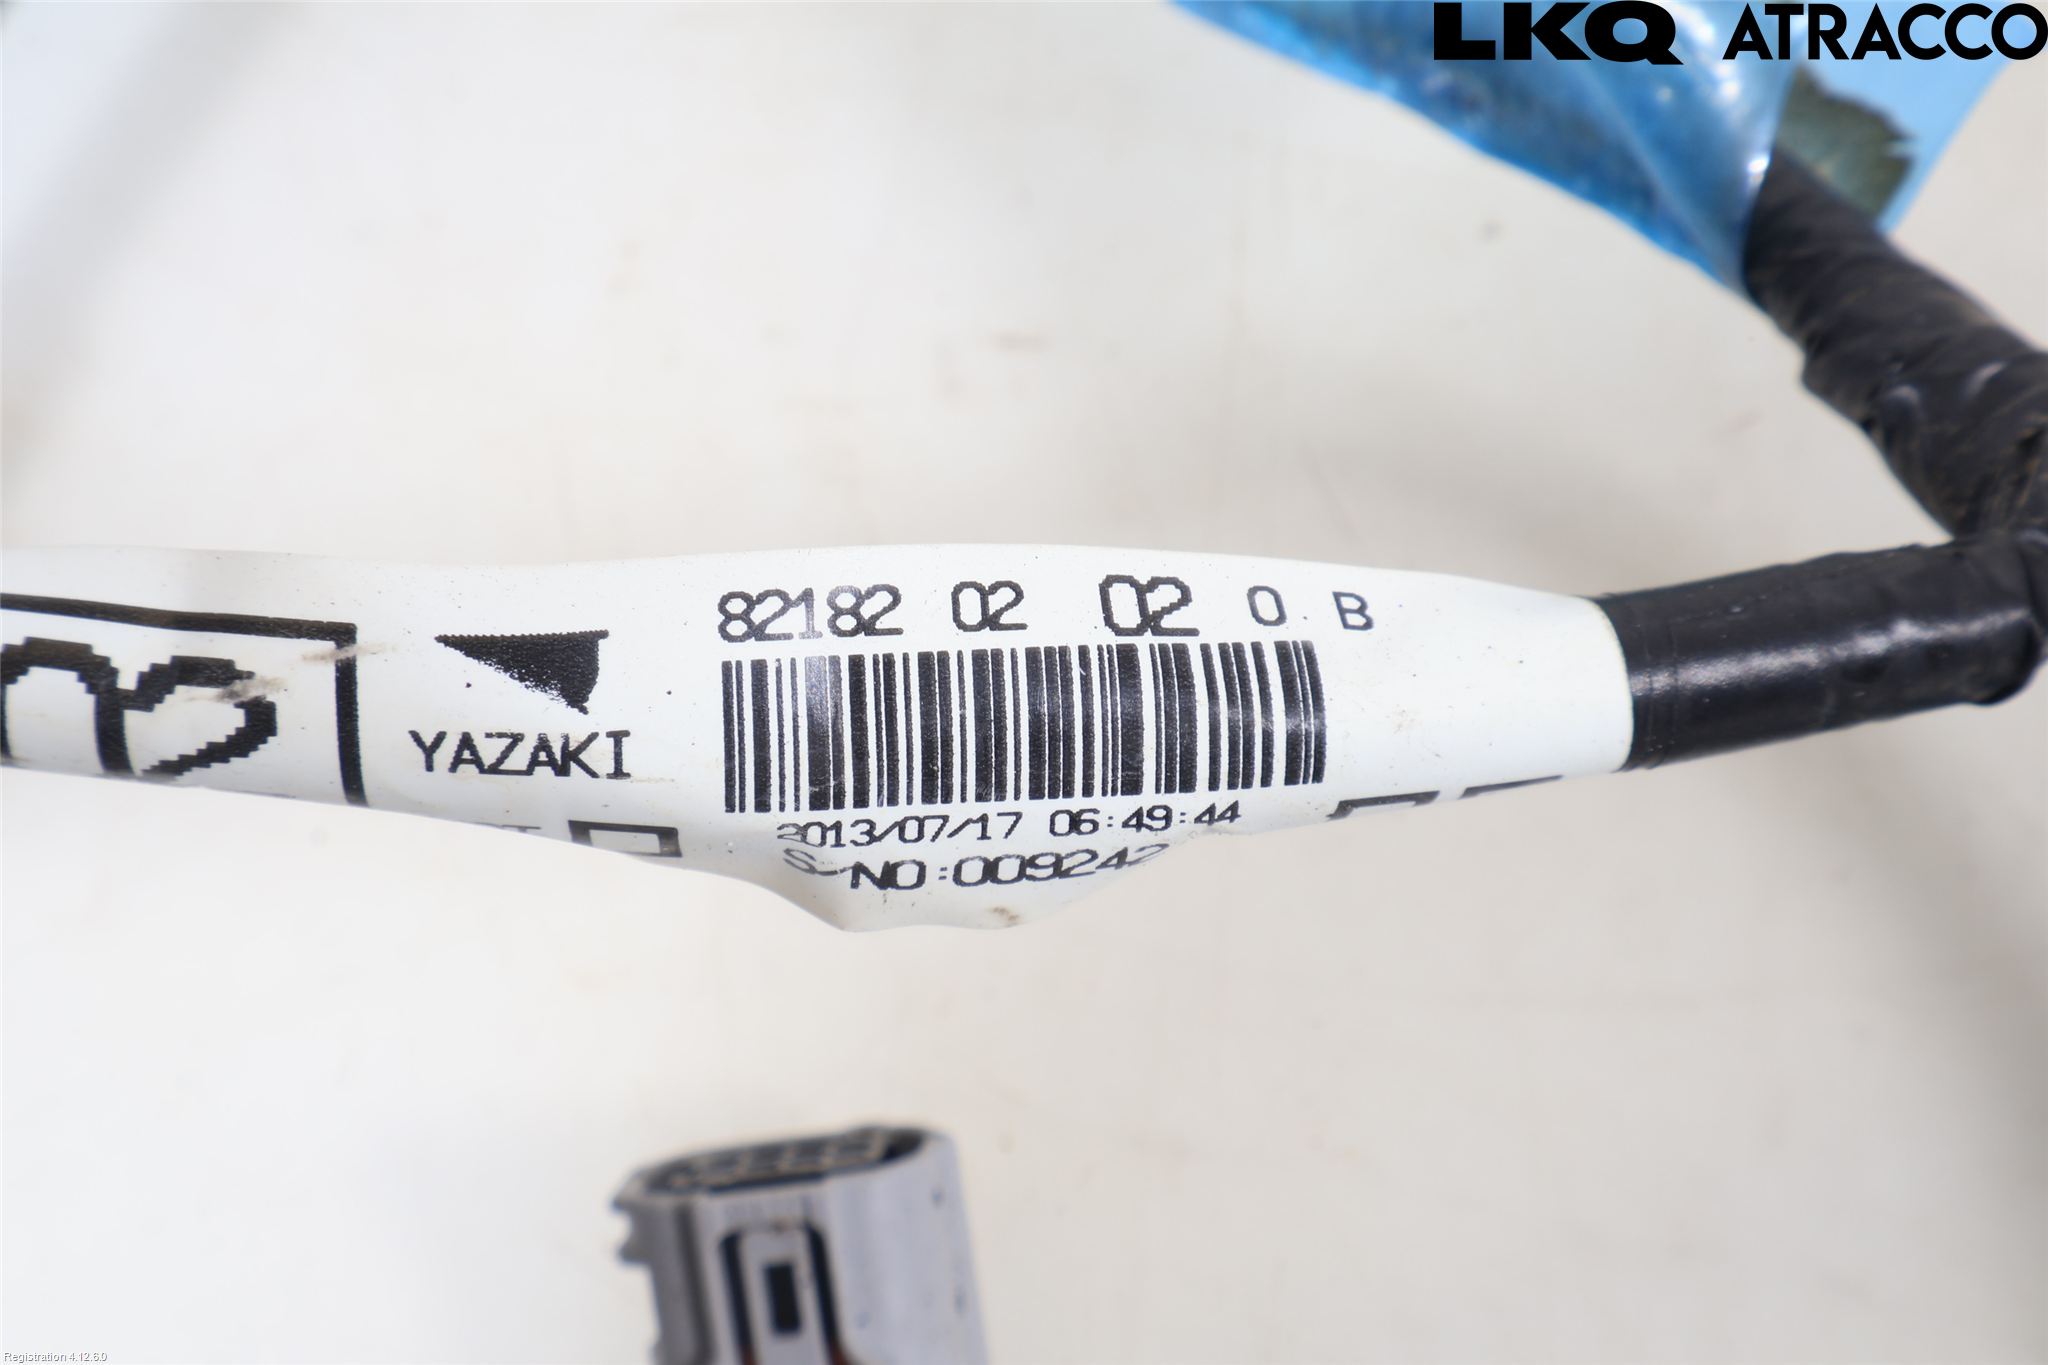 LKQ ATRACCO
82182 02 02 0 B
YAZAKI
2013/07/17 06:49:44
NO:00924
Registration 4.12.6.0